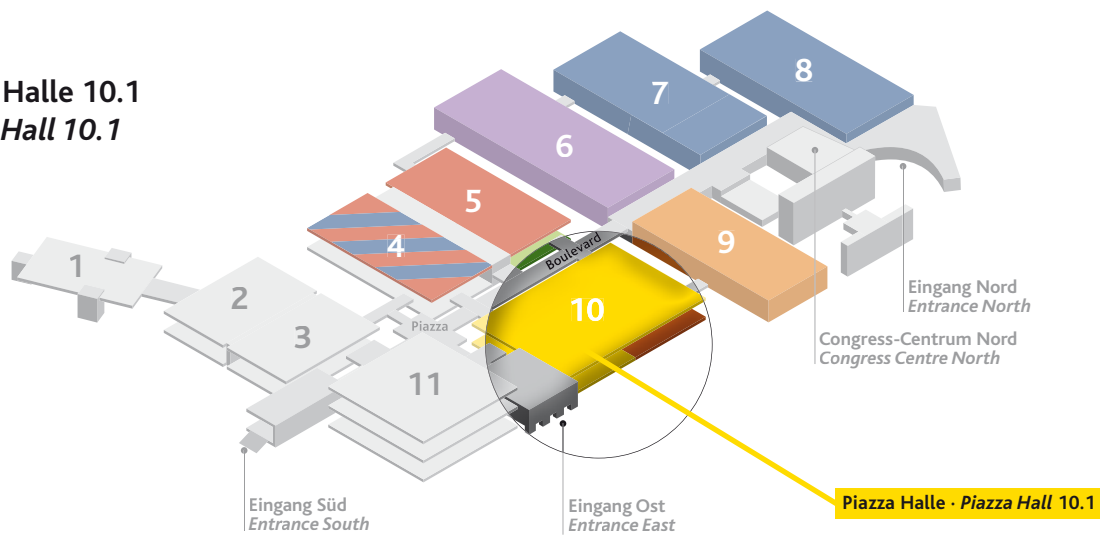 Halle 10.1
Hall 10.1
8
7
6
5
9
4
Boulevard
1
2
10
Eingang Nord
Entrance North
3
Piazza
Congress-Centrum Nord
Congress Centre North
11
Piazza Halle · Piazza Hall 10.1
Eingang Süd
Entrance South
Eingang Ost
Entrance East